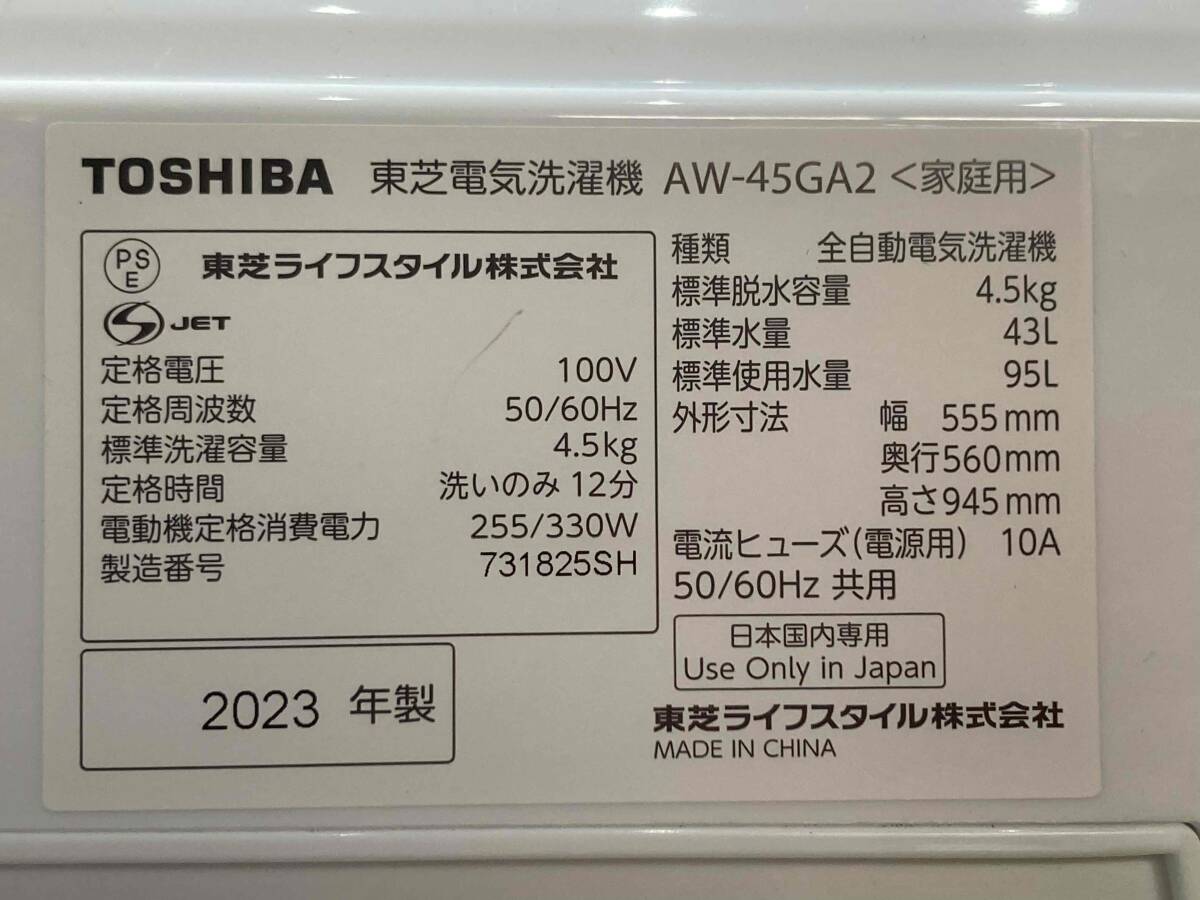 TOSHIBA 東芝電気洗濯機 AW-45GA2 <家庭用>
PS
E
東芝ライフスタイル株式会社
S JET
定格電圧 100V
定格周波数 50/60Hz
標準洗濯容量 4.5kg
定格時間 洗いのみ 12分
電動機定格消費電力 255/330W
製造番号 731825SH
2023 年製
種類 全自動電気洗濯機
標準脱水容量 4.5kg
標準水量 43L
標準使用水量 95L
外形寸法 幅 555mm
奥行560mm
高さ945mm
電流ヒューズ(電源用) 10A
50/60Hz 共用
日本国内専用
Use Only in Japan
東芝ライフスタイル株式会社
MADE IN CHINA